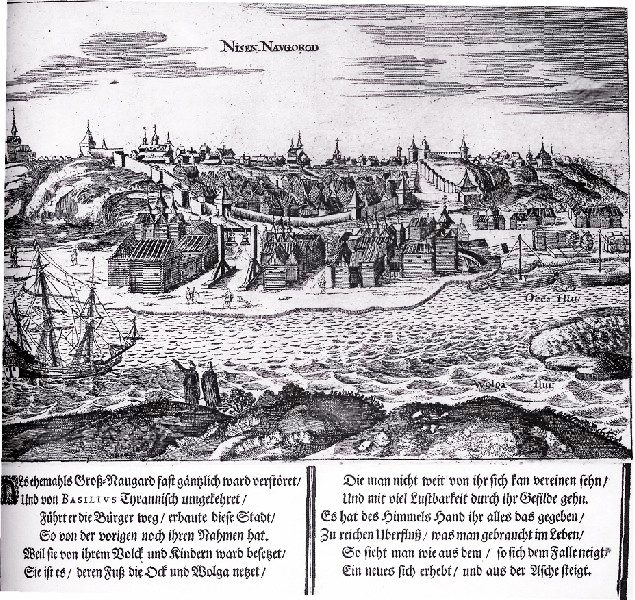 NISEN NAUGOROD
Occa flu:
Wolga flu:
Als ehemahls Groß-Naugard fast gäntzlich ward verstöret/
Und von BASILIVS Tyrannisch umgekehret/
Führt er die Bürger weg/ erbaute diese Stadt/
So von der vorigen noch ihren Nahmen hat.
Weil sie von ihrem Volck und Kindern ward besetzet/
Sie ist es/ deren Fuß die Ock und Wolga netzet/
Die man nicht weit von ihr sich kan vereinen sehn/
Und mit viel Lustbarkeit durch ihr Gefilde gehn.
Es hat des Himmels Hand ihr alles das gegeben/
Zu reichen Uberfluß/ was man gebraucht im Leben/
So sieht man wie aus dem/ so sich dem Falle neigt/
Ein neues sich erhebt/ und aus der Asche steigt.